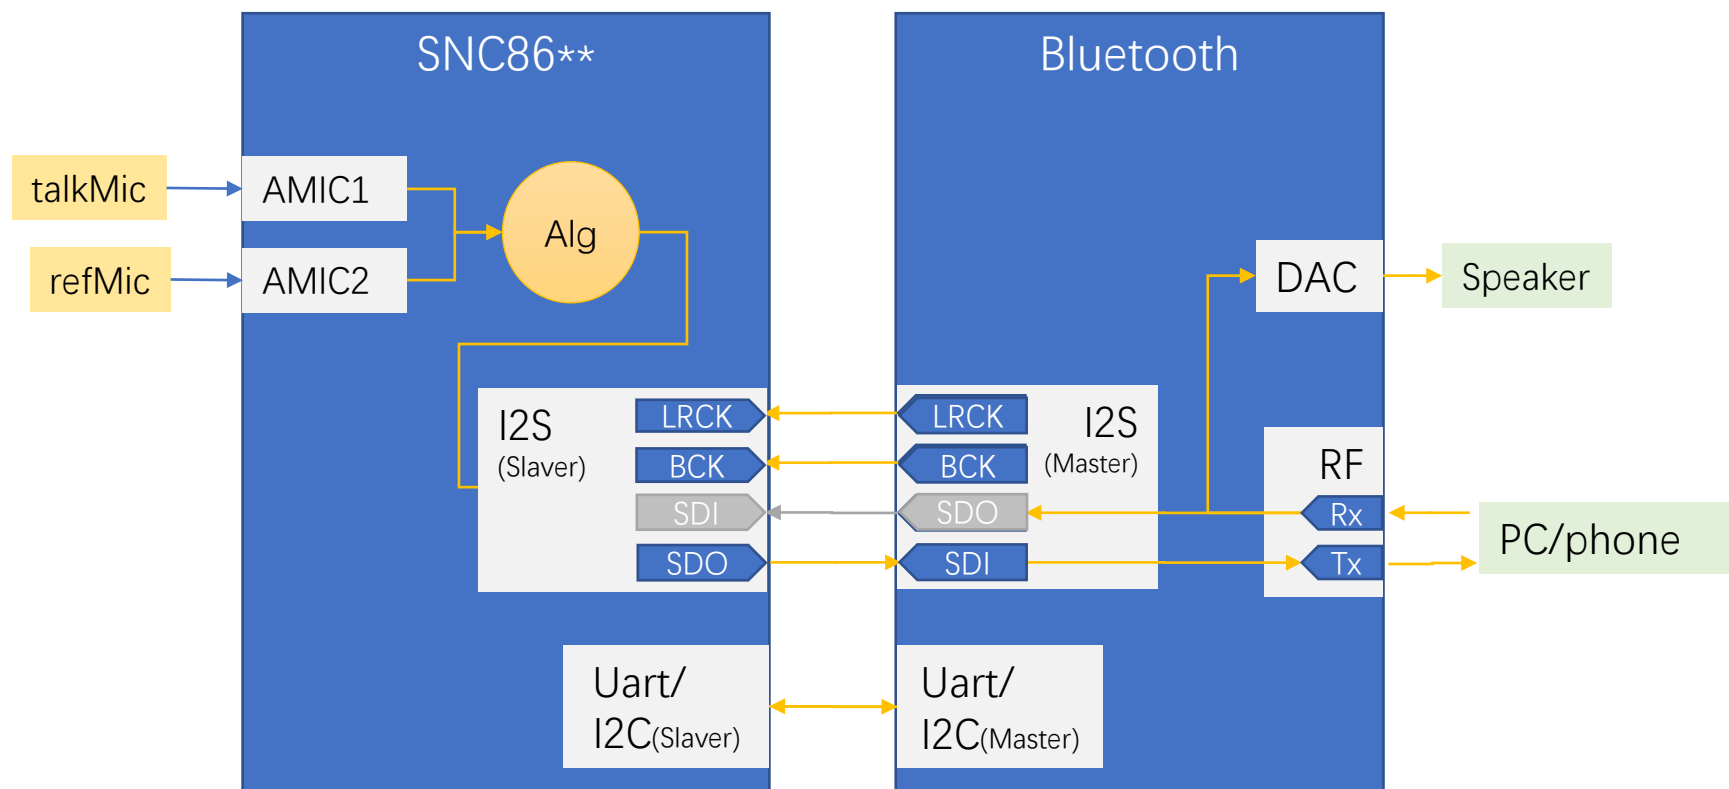 SNC86**
Bluetooth
talkMic
AMIC1
Alg
refMic
AMIC2
DAC
Speaker
I2S
(Slaver)
LRCK
BCK
SDI
SDO
LRCK
BCK
SDO
SDI
I2S
(Master)
RF
Rx
Tx
PC/phone
Uart/
I2C(Slaver)
Uart/
I2C(Master)